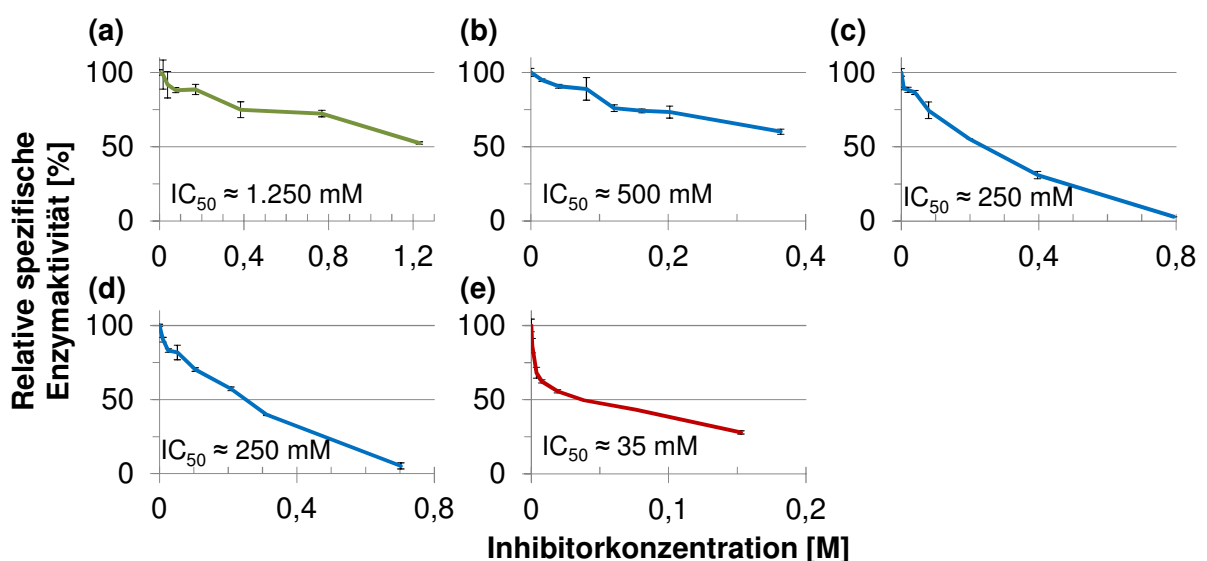 (a)
(b)
(c)
100
50
0
IC50 ≈ 1.250 mM
0 0,4 0,8 1,2
100
50
0
IC50 ≈ 500 mM
0 0,2 0,4
100
50
0
IC50 ≈ 250 mM
0 0,4 0,8
Relative spezifische
Enzymaktivität [%]
(d)
(e)
100
50
0
IC50 ≈ 250 mM
0 0,4 0,8
100
50
0
IC50 ≈ 35 mM
0 0,1 0,2
Inhibitorkonzentration [M]